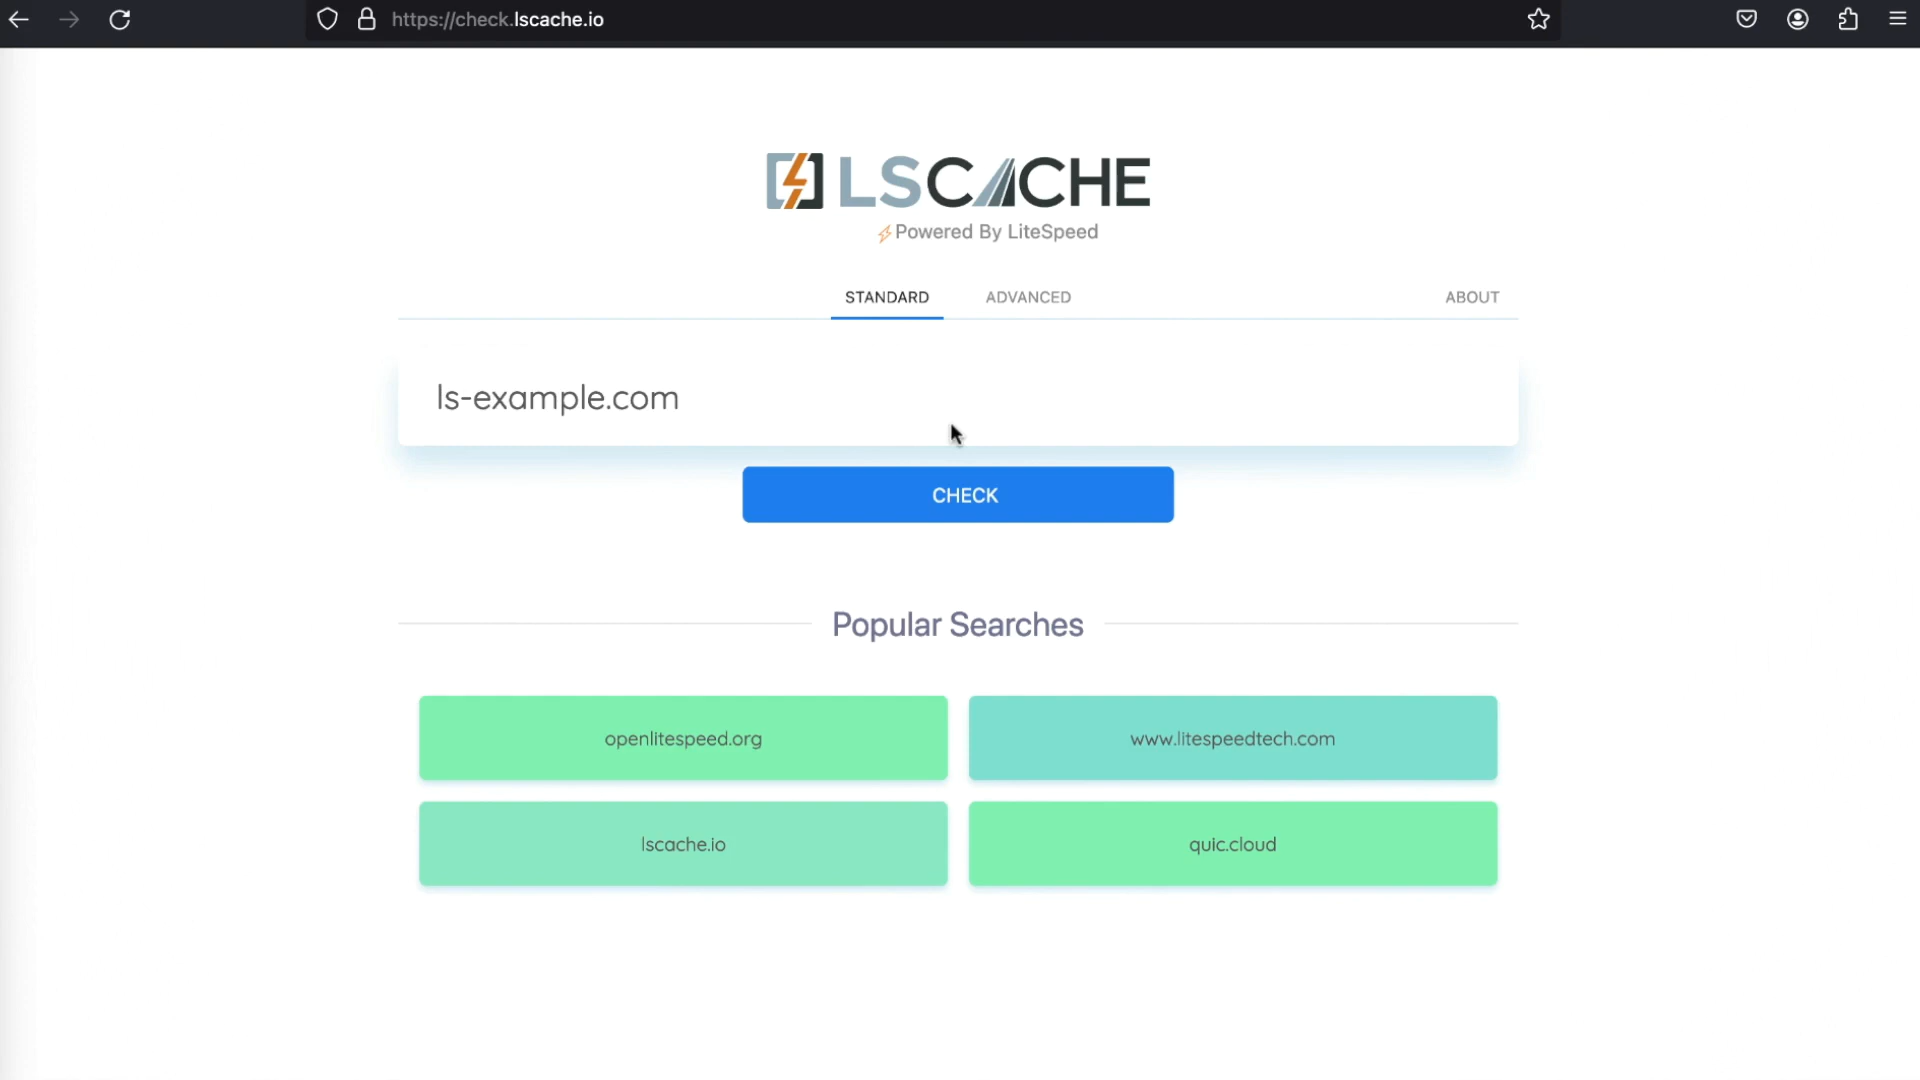 https://check.lscache.io
LSCACHE
Powered By LiteSpeed
STANDARD ADVANCED ABOUT
ls-example.com
CHECK
Popular Searches
openlitespeed.org www.litespeedtech.com
lscache.io quic.cloud